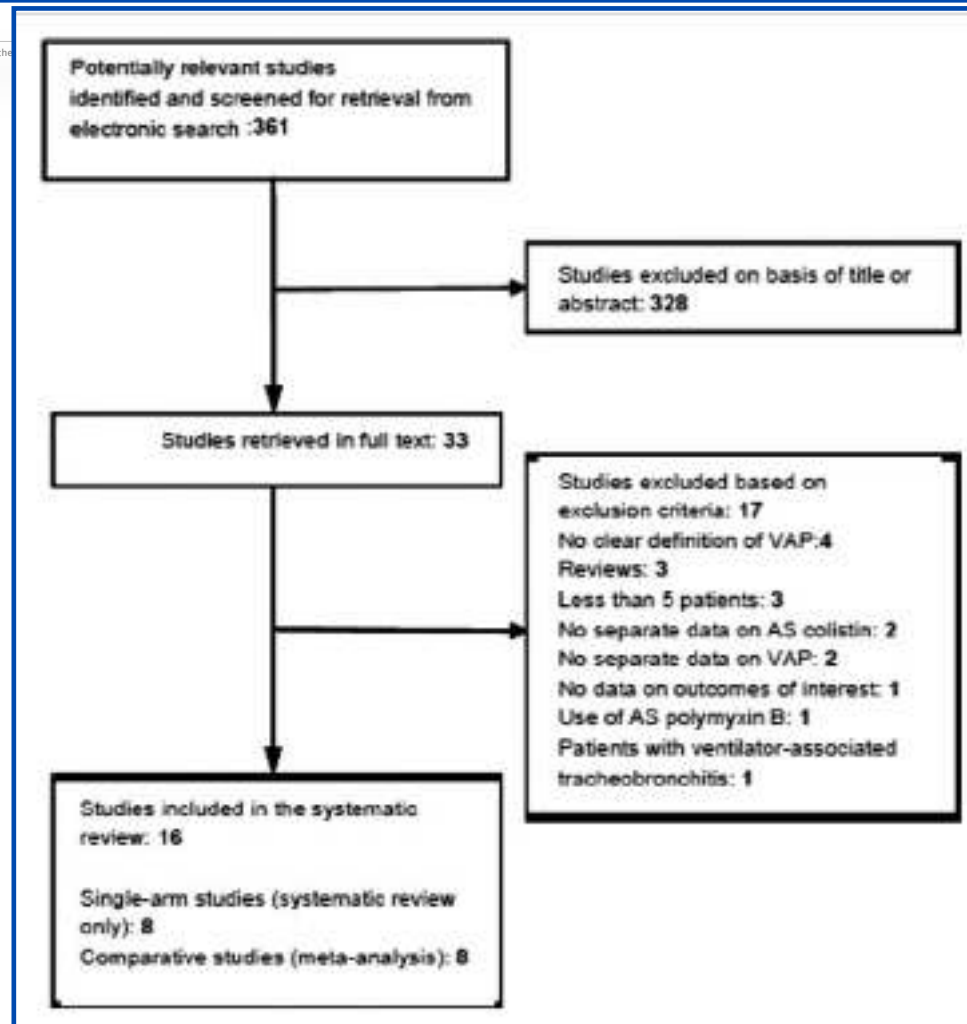 the
Potentially relevant studies
identified and screened for retrieval from
electronic search :361
Studies excluded on basis of title or
abstract: 328
Studies retrieved in full text: 33
Studies excluded based on
exclusion criteria: 17
No clear definition of VAP:4
Reviews: 3
Less than 5 patients: 3
No separate data on AS colistin: 2
No separate data on VAP: 2
No data on outcomes of interest: 1
Use of AS polymyxin B: 1
Patients with ventilator-associated
tracheobronchitis: 1
Studies included in the systematic
review: 16
Single-arm studies (systematic review
only): 8
Comparative studies (meta-analysis): 8